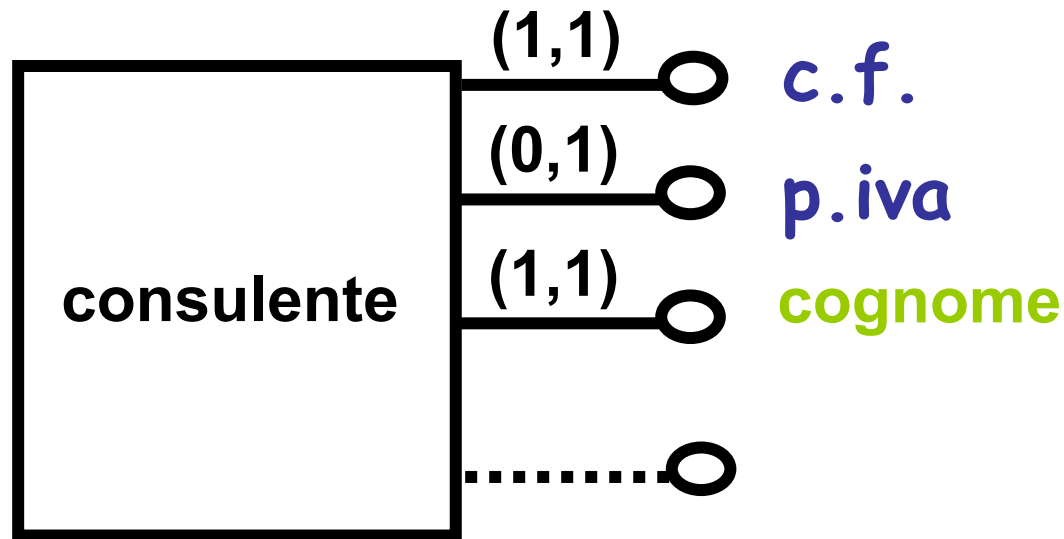 (1,1) c.f.
(0,1) p.iva
consulente (1,1) cognome